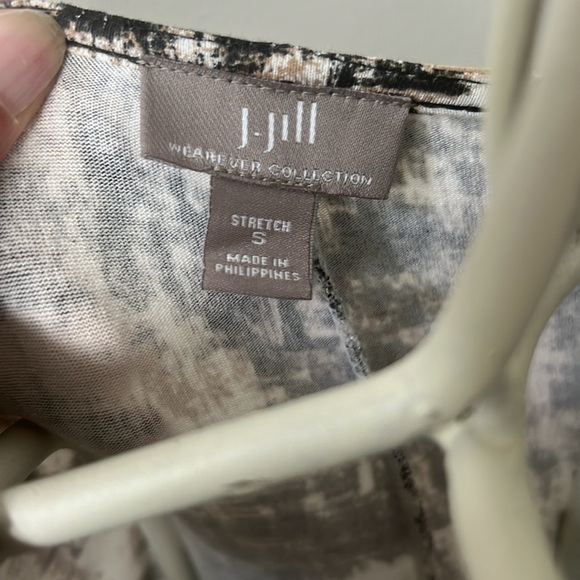 J.Jill
WEAREVER COLLECTION
STRETCH
S
MADE IN
PHILIPPINES